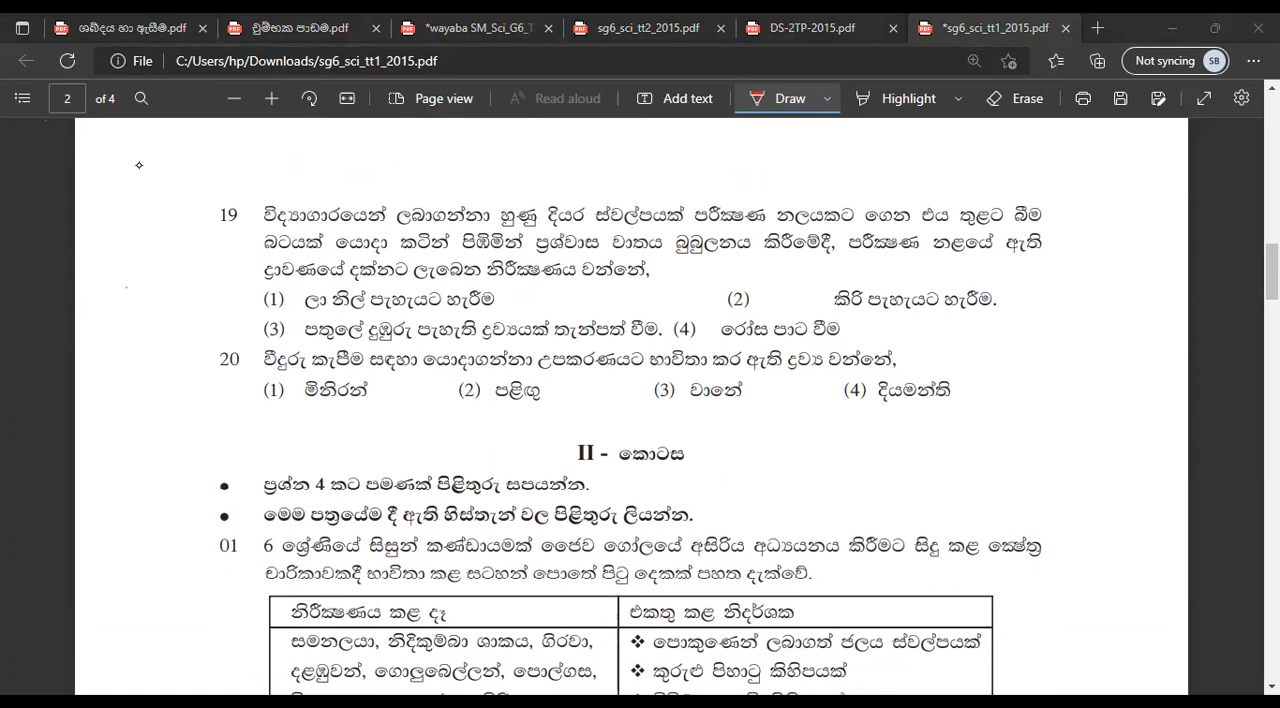 ශබ්දය හා ඇසීම.pdf
චුම්භක පාඩම.pdf
*wayaba SM_Sci_G6_T
sg6_sci_tt2_2015.pdf
DS-2TP-2015.pdf
*sg6_sci_tt1_2015.pdf
File C:/Users/hp/Downloads/sg6_sci_tt1_2015.pdf
Not syncing SB
2 of 4
Page view
Read aloud
Add text
Draw
Highlight
Erase
19 විද්‍යාගාරයෙන් ලබාගන්නා හුණු දියර ස්වල්පයක් පරීක්‍ෂණ නලයකට ගෙන එය තුළට බීම
බටයක් යොදා කටින් පිඹිමින් ප්‍රශ්වාස වාතය බුබුලනය කිරීමේදී, පරීක්‍ෂණ නළයේ ඇති
ද්‍රාවණයේ දක්නට ලැබෙන නිරීක්‍ෂණය වන්නේ,
(1) ලා නිල් පැහැයට හැරීම (2) කිරි පැහැයට හැරීම.
(3) පතුලේ දුඹුරු පැහැති ද්‍රව්‍යයක් තැන්පත් වීම. (4) රෝස පාට වීම
20 වීදුරු කැපීම සඳහා යොදාගන්නා උපකරණයට භාවිතා කර ඇති ද්‍රව්‍ය වන්නේ,
(1) මිනිරන් (2) පළිඟු (3) වානේ (4) දියමන්ති
II - කොටස
● ප්‍රශ්න 4 කට පමණක් පිළිතුරු සපයන්න.
● මෙම පත්‍රයේම දී ඇති හිස්තැන් වල පිළිතුරු ලියන්න.
01 6 ශ්‍රේණියේ සිසුන් කණ්ඩායමක් ජෛව ගෝලයේ අසිරිය අධ්‍යයනය කිරීමට සිදු කළ ක්‍ෂේත්‍ර
චාරිකාවකදී භාවිතා කළ සටහන් පොතේ පිටු දෙකක් පහත දැක්වේ.
නිරීක්‍ෂණය කළ දෑ
එකතු කළ නිදර්ශක
සමනලයා, නිදිකුම්බා ශාකය, ගිරවා,
❖ පොකුණෙන් ලබාගත් ජලය ස්වල්පයක්
දළඹුවන්, ගොලුබෙල්ලන්, පොල්ගස,
❖ කුරුළු පිහාටු කිහිපයක්